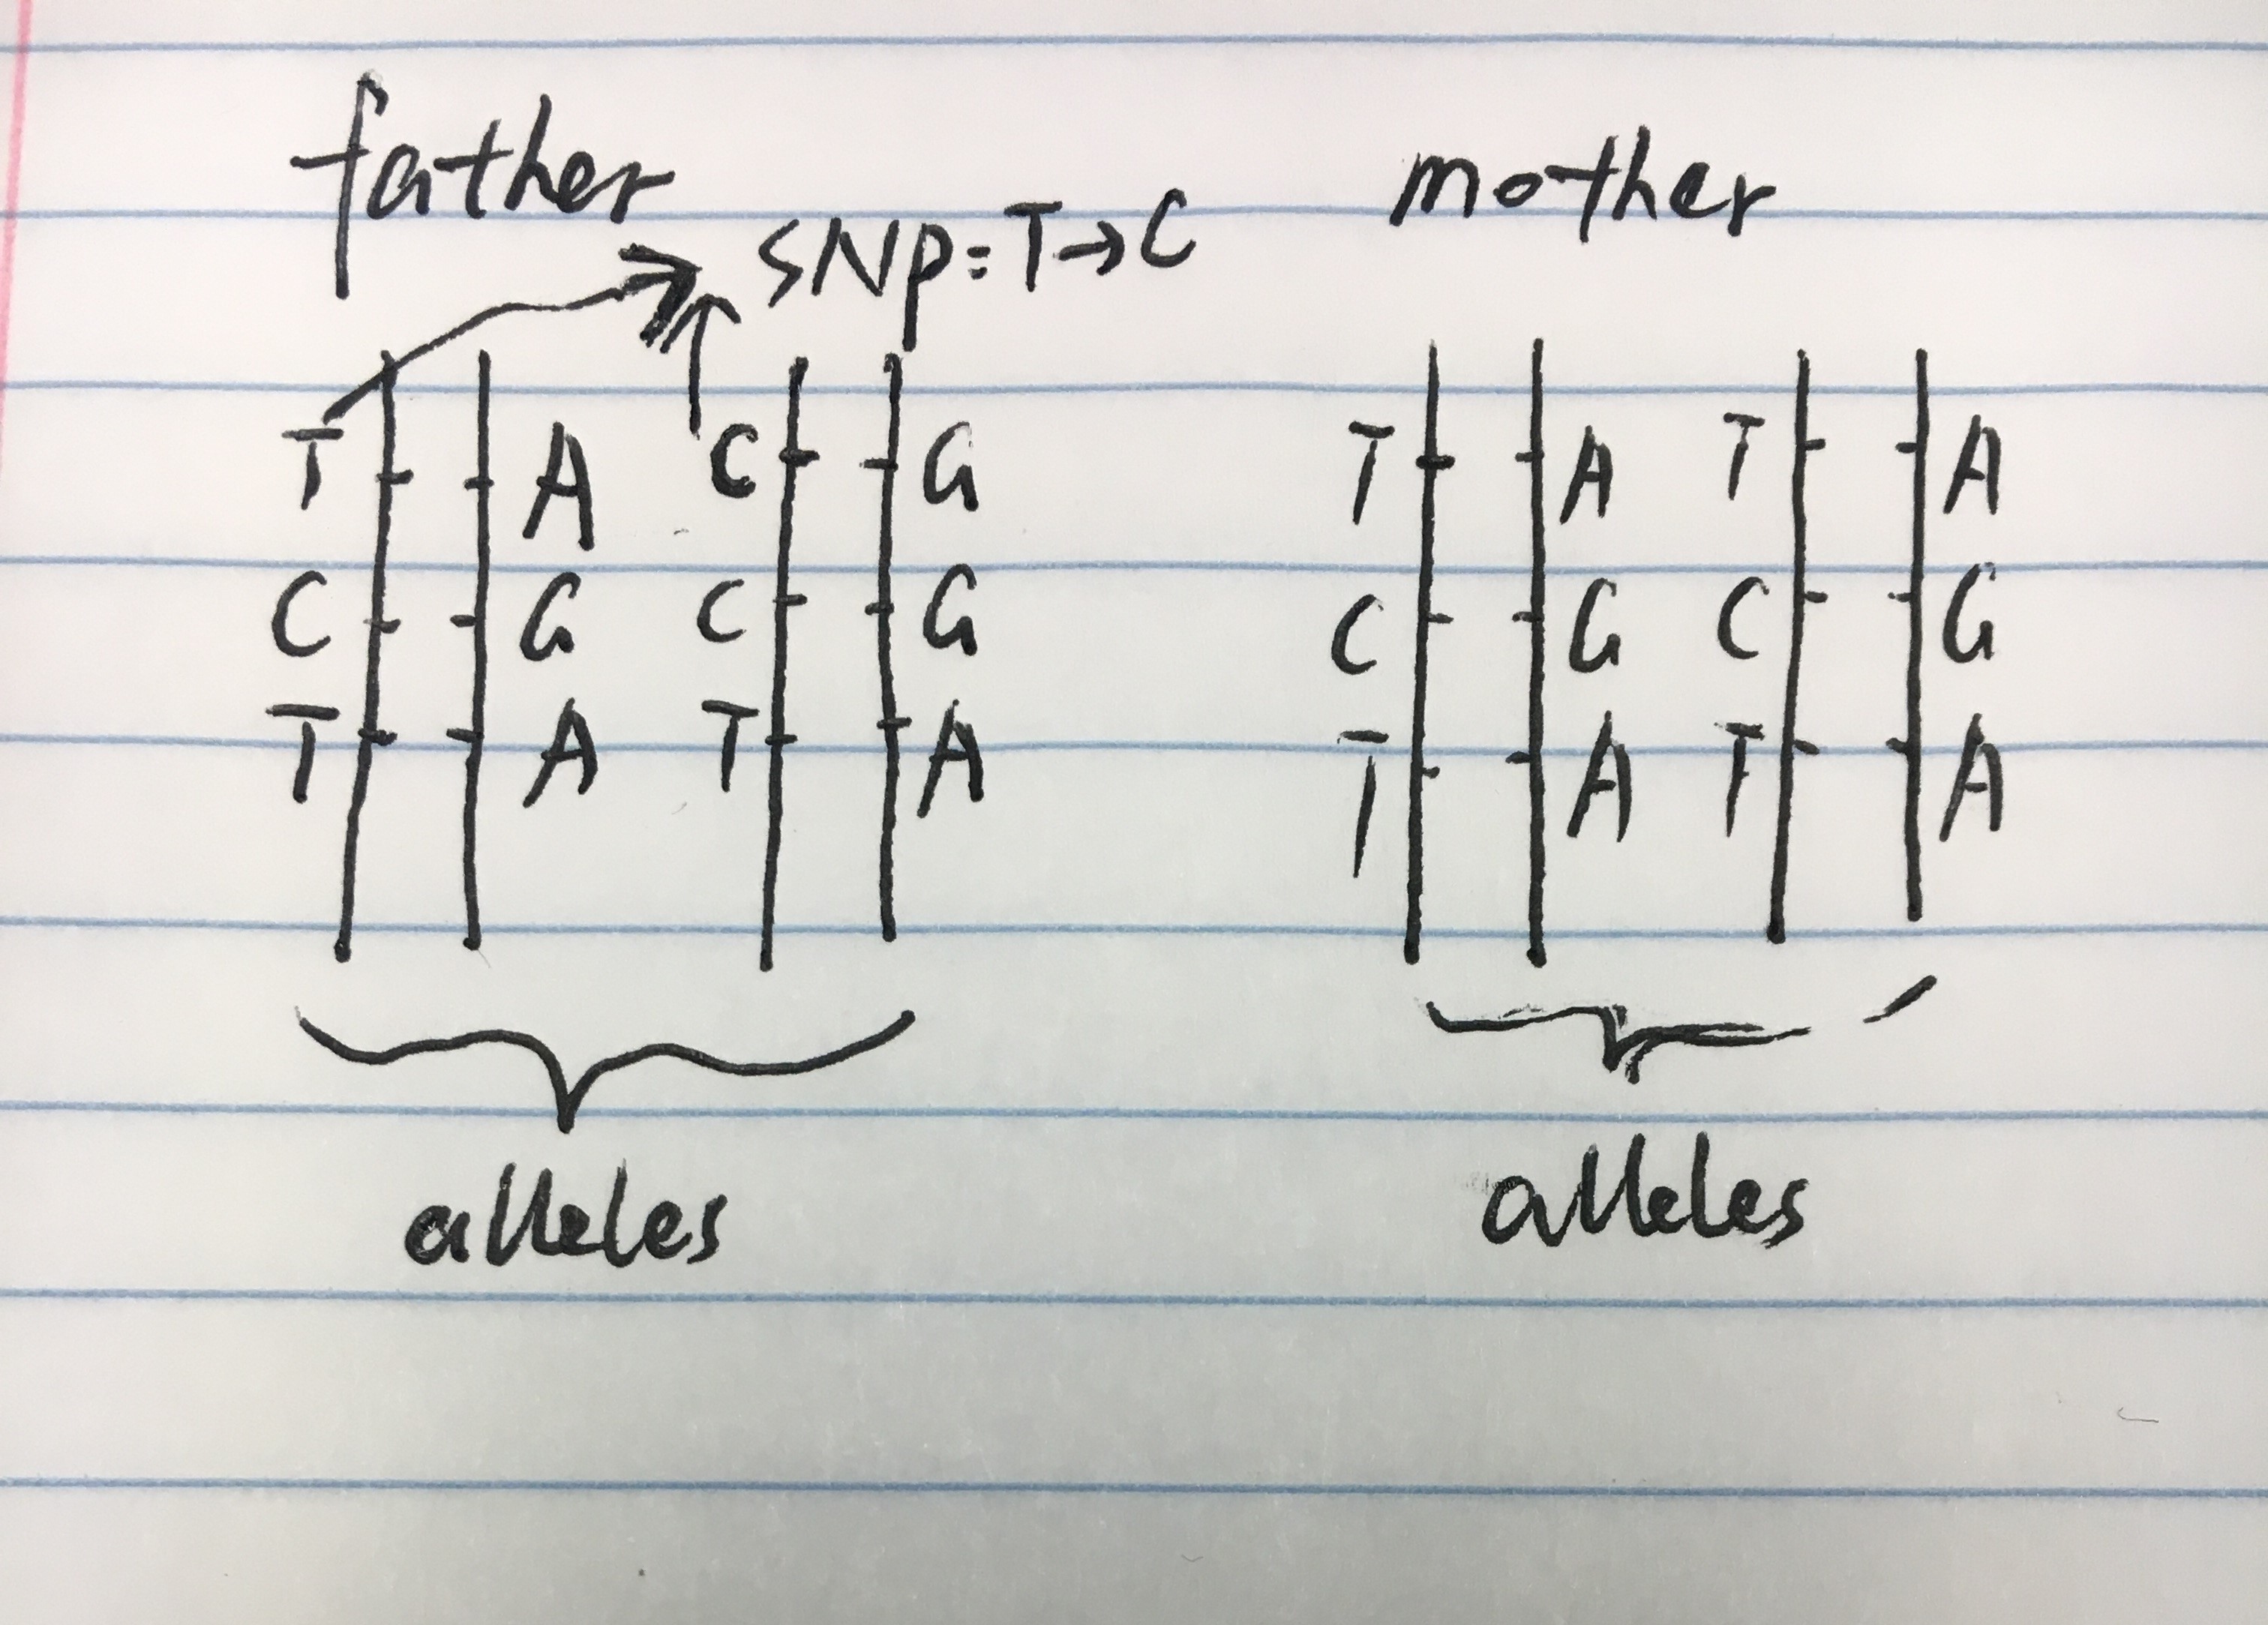 father mother
SNP: T→C
T A C G T A T A
C G C G C G C G
T A T A T A T A
alleles alleles